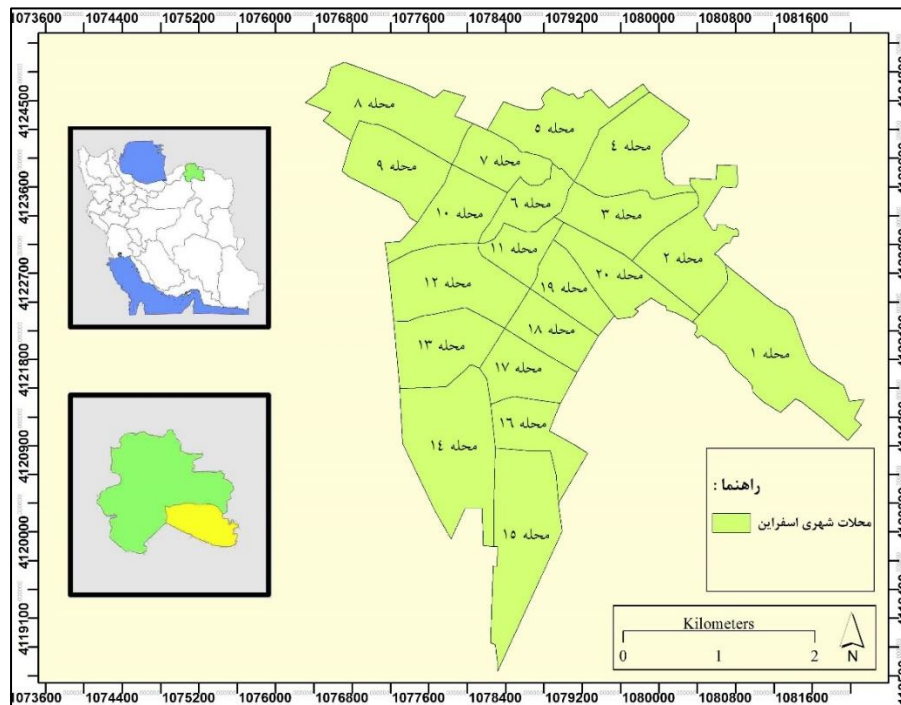 1073600 1074400 1075200 1076000 1076800 1077600 1078400 1079200 1080000 1080800 1081600
4124500
4123600
4122700
4121800
4120900
4120000
4119100
محله ۸
محله ۵
محله ۴
محله ۷
محله ۹
محله ۶
محله ۱۰
محله ۳
محله ۱۱
محله ۲
محله ۲۰
محله ۱۲
محله ۱۹
محله ۱۸
محله ۱۳
محله ۱
محله ۱۷
محله ۱۶
محله ۱۴
محله ۱۵
راهنما :
محلات شهری اسفراین
Kilometers
0 1 2
N
1073600 1074400 1075200 1076000 1076800 1077600 1078400 1079200 1080000 1080800 1081600